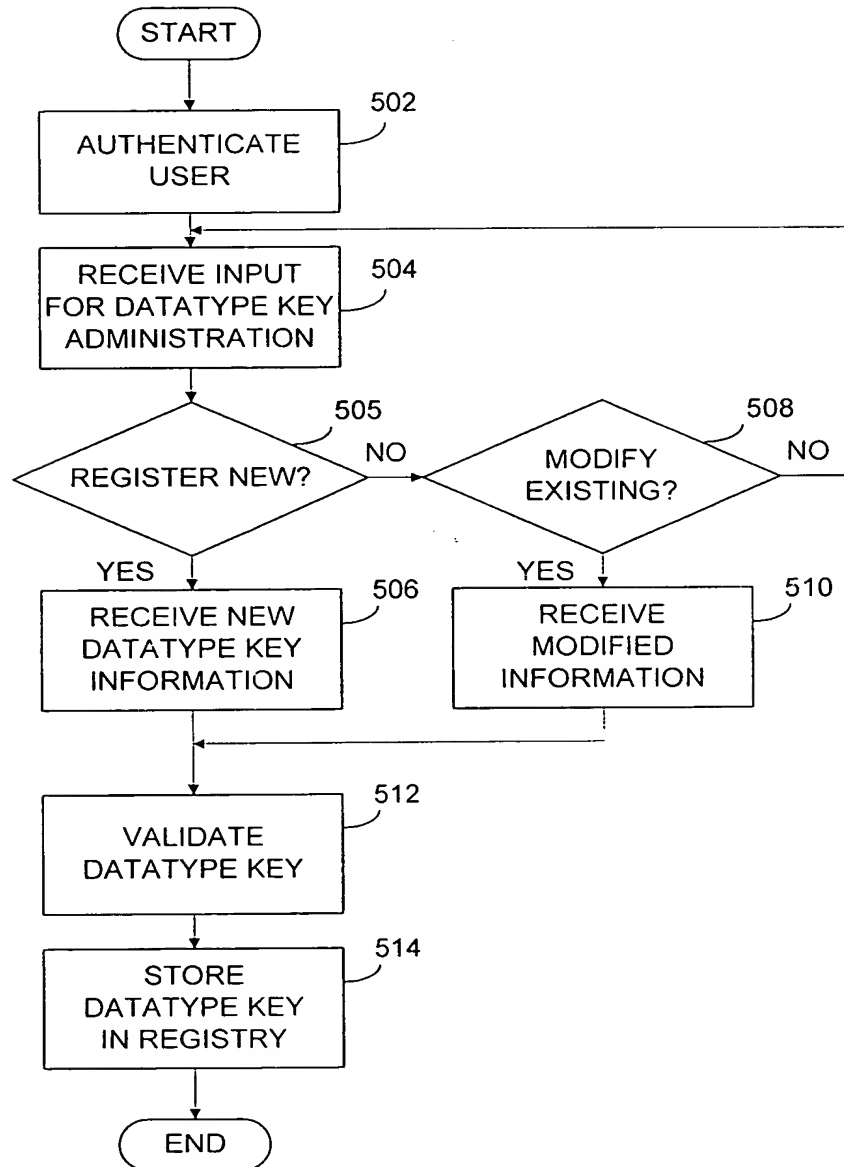 START
502
AUTHENTICATE
USER
RECEIVE INPUT
FOR DATATYPE KEY
ADMINISTRATION
504
505
REGISTER NEW?
NO
508
MODIFY
EXISTING?
NO
YES
506
RECEIVE NEW
DATATYPE KEY
INFORMATION
YES
510
RECEIVE
MODIFIED
INFORMATION
512
VALIDATE
DATATYPE KEY
514
STORE
DATATYPE KEY
IN REGISTRY
END